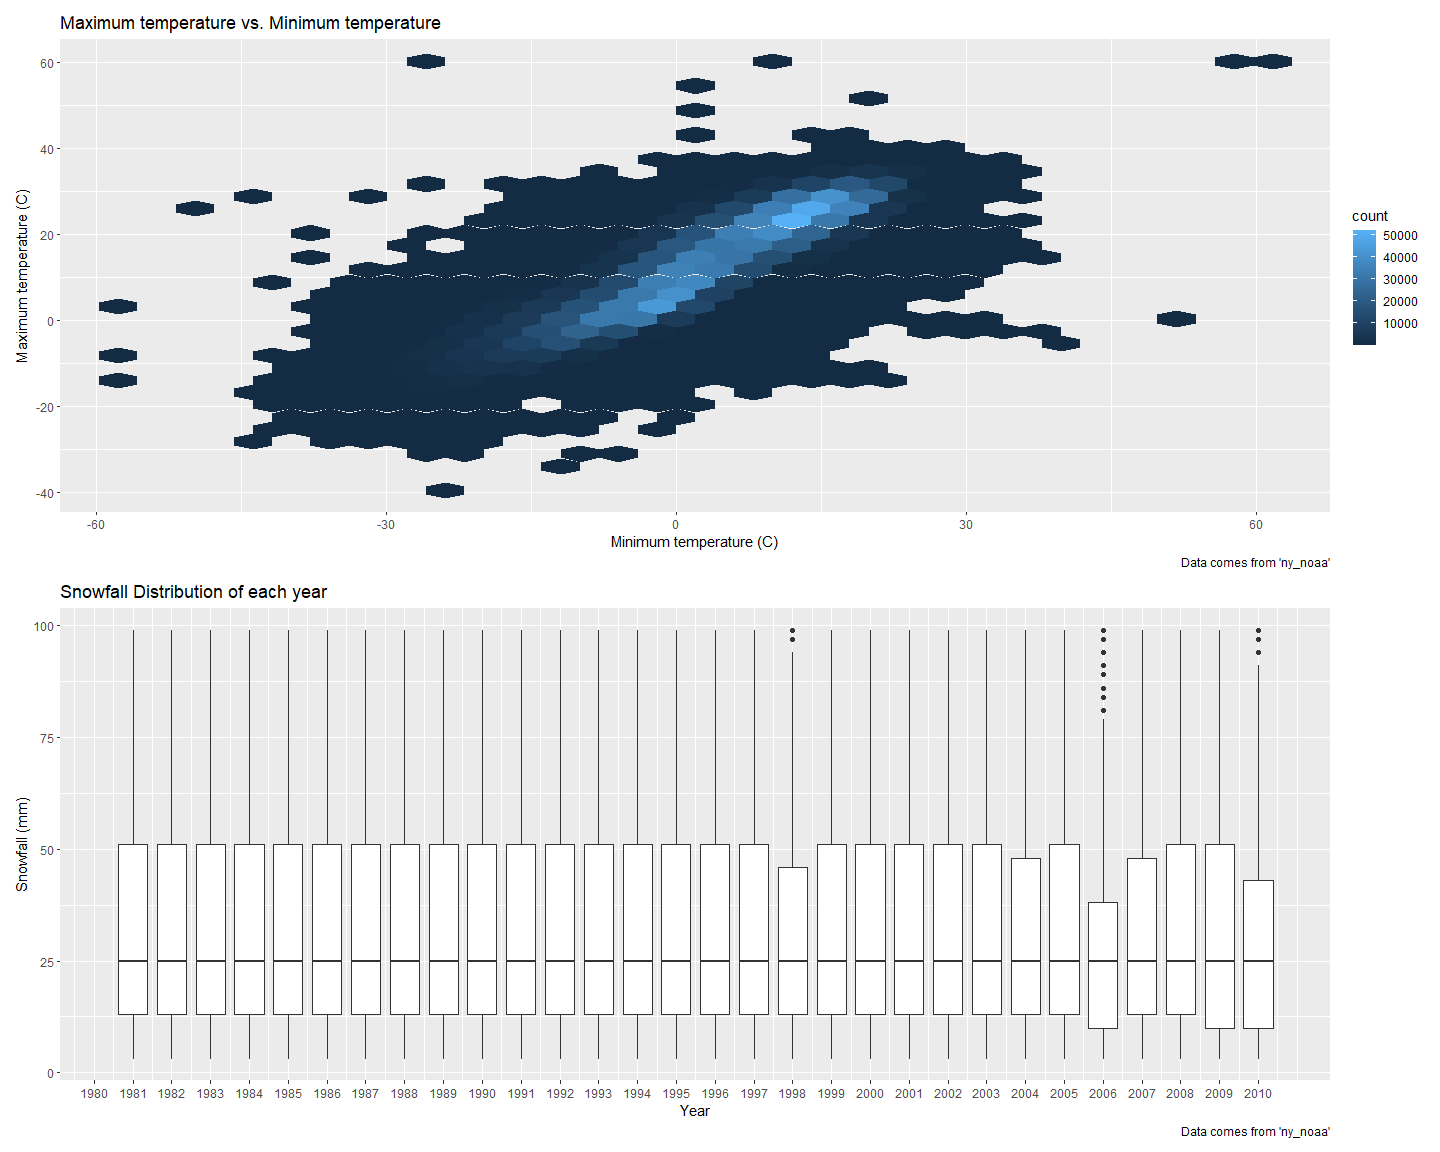 Maximum temperature vs. Minimum temperature
Maximum temperature (C)
60
40
20
0
-20
-40
-60
-30
0
30
60
Minimum temperature (C)
count
50000
40000
30000
20000
10000
Data comes from 'ny_noaa'
Snowfall Distribution of each year
Snowfall (mm)
100
75
50
25
0
1980 1981 1982 1983 1984 1985 1986 1987 1988 1989 1990 1991 1992 1993 1994 1995 1996 1997 1998 1999 2000 2001 2002 2003 2004 2005 2006 2007 2008 2009 2010
Year
Data comes from 'ny_noaa'